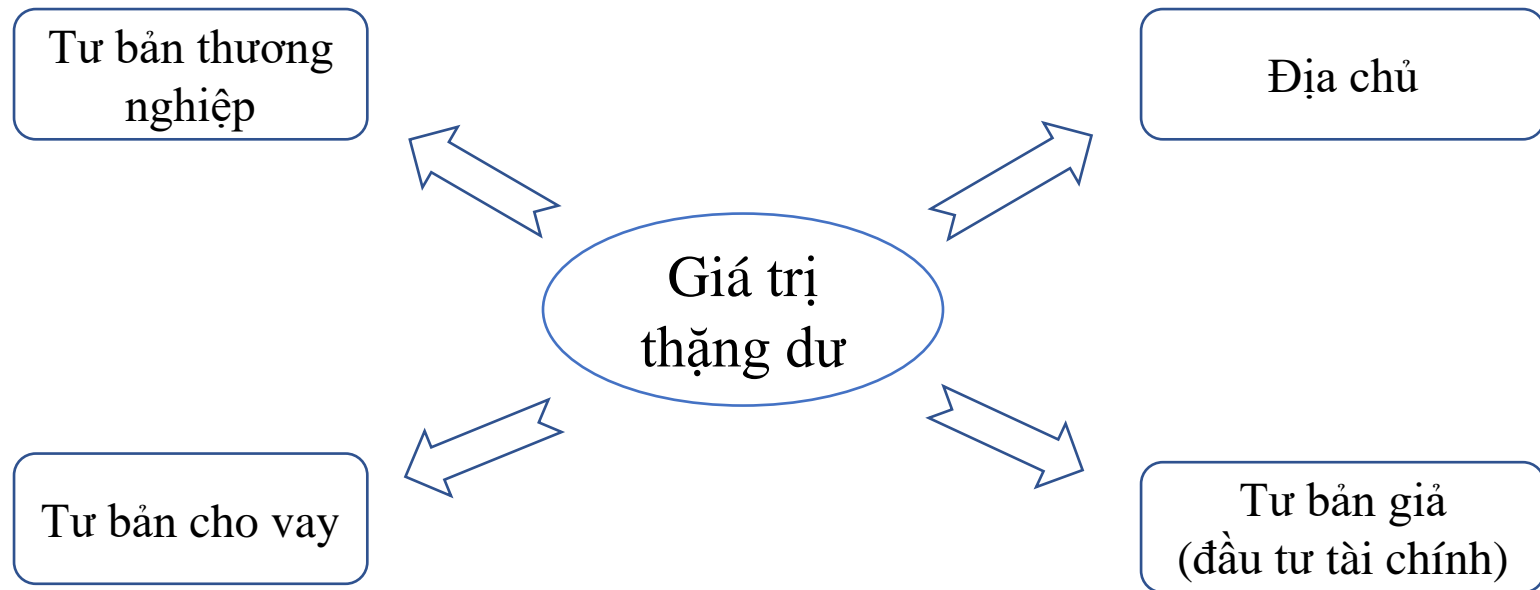 Tư bản thương
nghiệp
Địa chủ
Giá trị
thặng dư
Tư bản cho vay
Tư bản giả
(đầu tư tài chính)